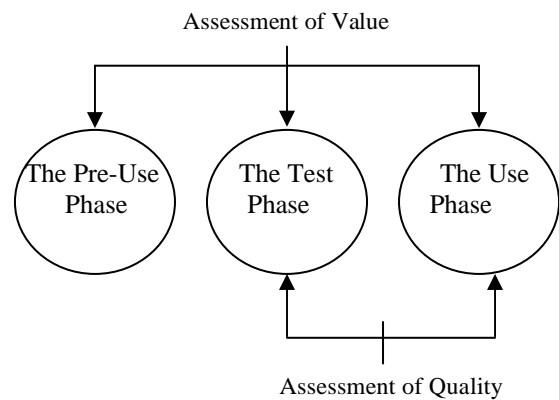 Assessment of Value
The Pre-Use
Phase
The Test
Phase
The Use
Phase
Assessment of Quality